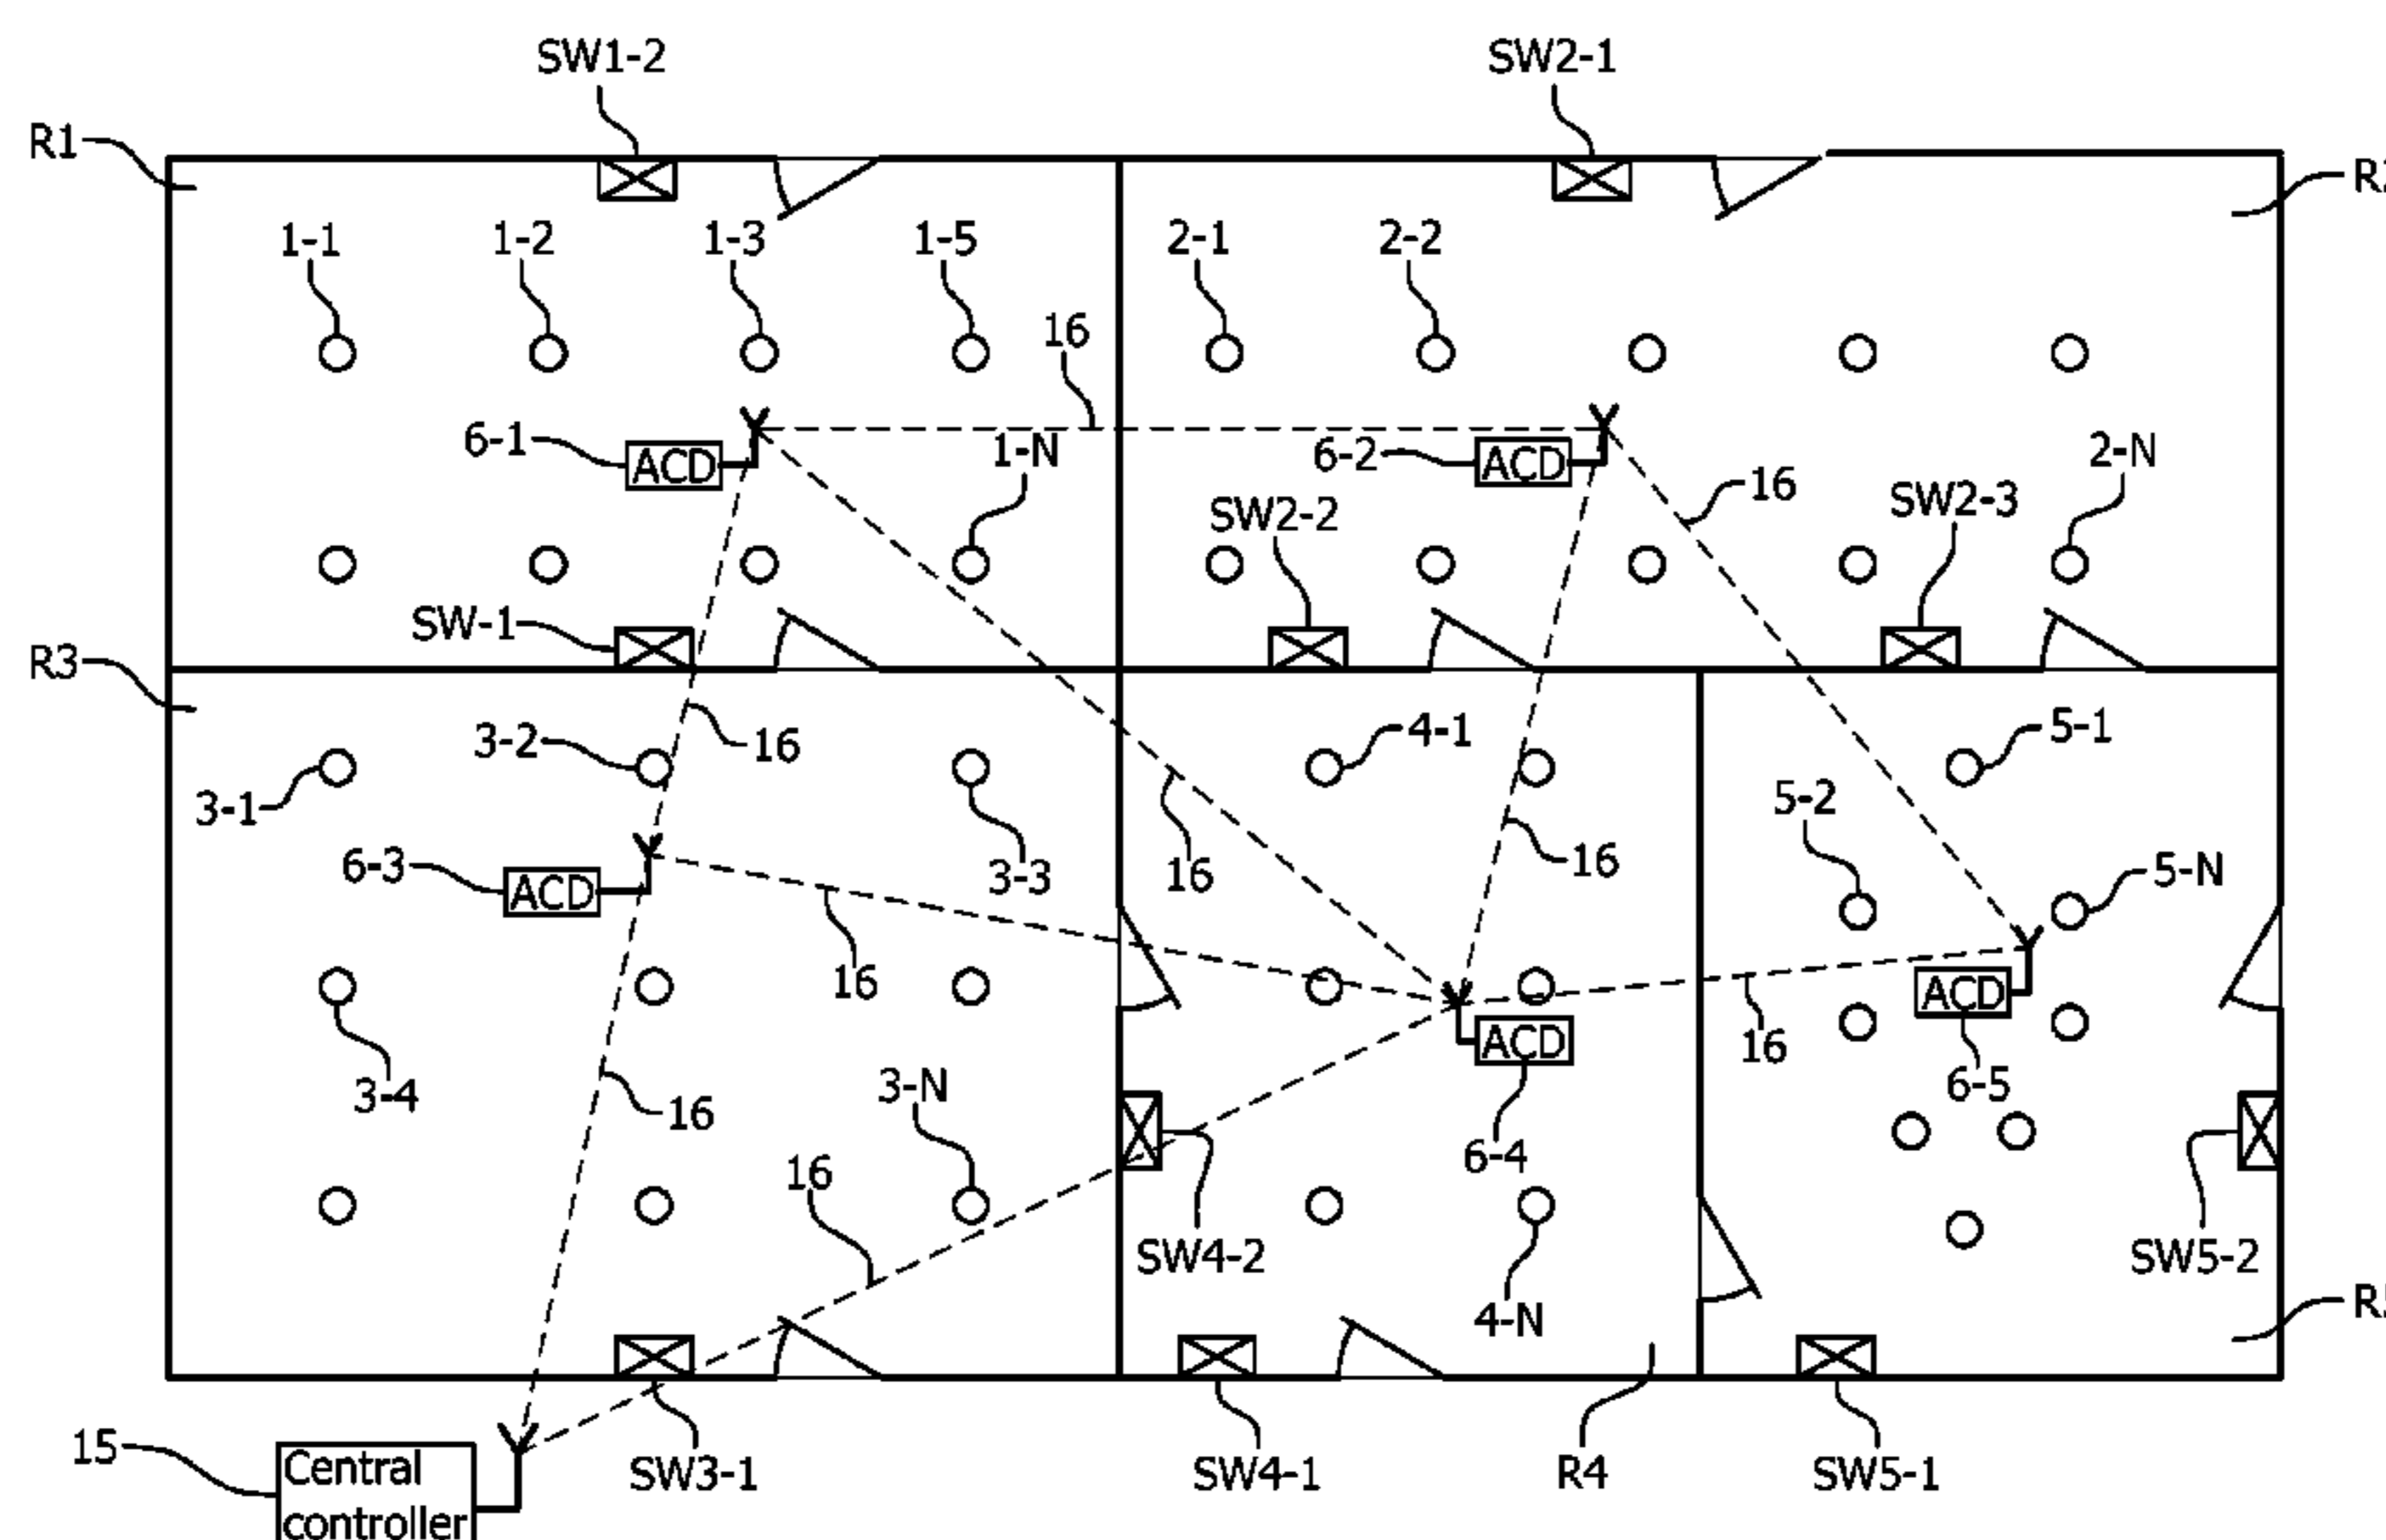 SW1-2 SW2-1
R1
1-1 1-2 1-3 1-5 2-1 2-2
16
6-1 ACD 1-N 6-2 ACD 16 2-N
SW2-2 SW2-3
SW-1
R3
3-2 16 4-1 5-1
3-1 5-2
6-3 ACD 3-3 16 16 5-N
16 ACD
ACD 16
3-4 3-N 6-5
16 6-4
16
SW4-2 SW5-2
4-N
15 Central
controller
SW3-1 SW4-1 R4 SW5-1